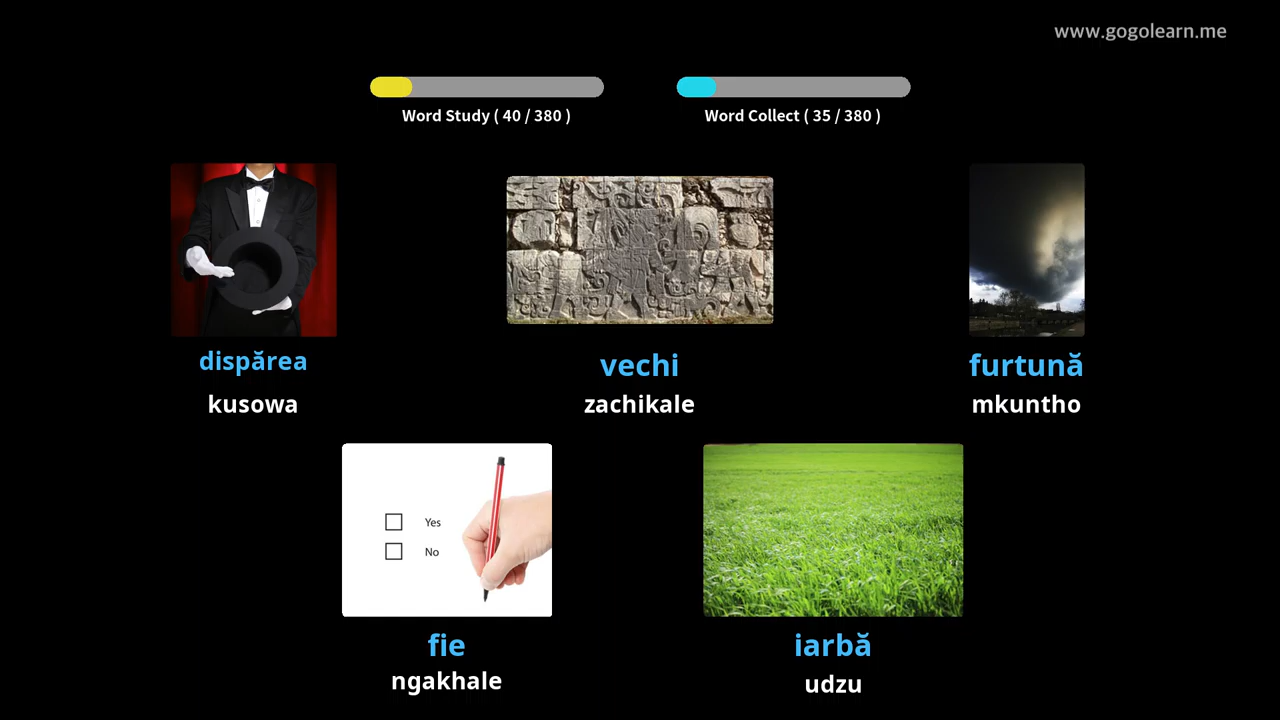 www.gogolearn.me
Word Study ( 40 / 380 )
Word Collect ( 35 / 380 )
dispărea
kusowa
vechi
zachikale
furtună
mkuntho
Yes
No
fie
ngakhale
iarbă
udzu